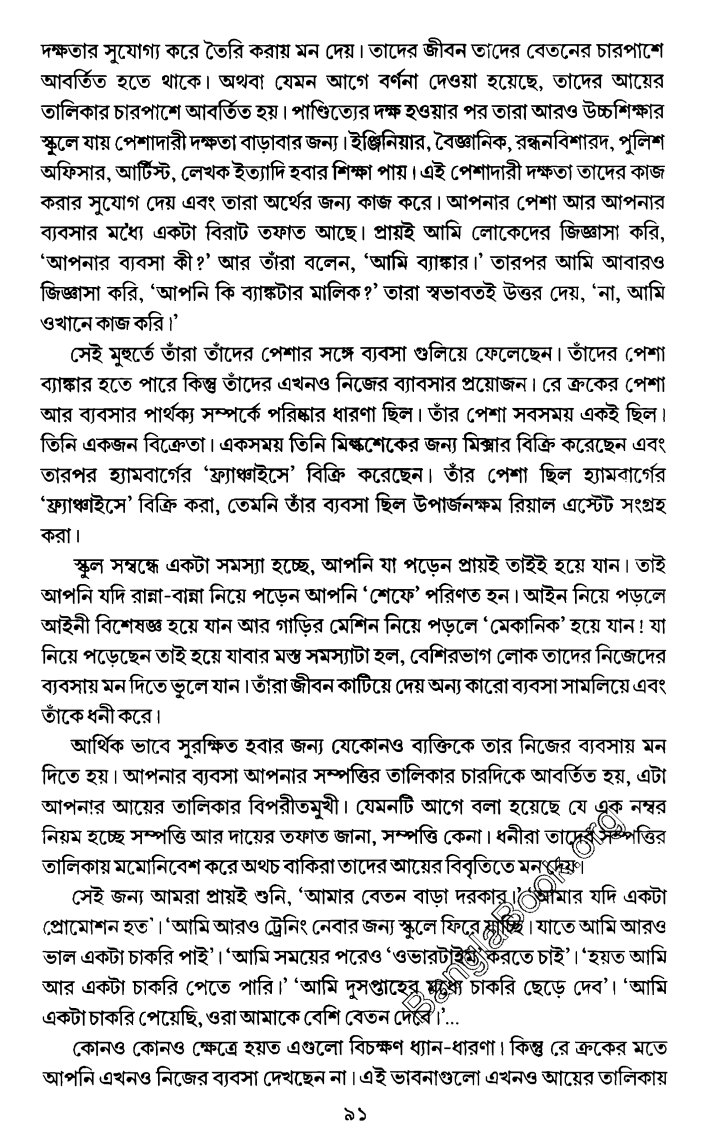 দক্ষতার সুযোগ্য করে তৈরি করায় মন দেয়। তাদের জীবন তাদের বেতনের চারপাশে
আবর্তিত হতে থাকে। অথবা যেমন আগে বর্ণনা দেওয়া হয়েছে, তাদের আয়ের
তালিকার চারপাশে আবর্তিত হয়। পাণ্ডিত্যের দক্ষ হওয়ার পর তারা আরও উচ্চশিক্ষার
স্কুলে যায় পেশাদারী দক্ষতা বাড়াবার জন্য। ইঞ্জিনিয়ার, বৈজ্ঞানিক, রন্ধনবিশারদ, পুলিশ
অফিসার, আর্টিস্ট, লেখক ইত্যাদি হবার শিক্ষা পায়। এই পেশাদারী দক্ষতা তাদের কাজ
করার সুযোগ দেয় এবং তারা অর্থের জন্য কাজ করে। আপনার পেশা আর আপনার
ব্যবসার মধ্যে একটা বিরাট তফাত আছে। প্রায়ই আমি লোকেদের জিজ্ঞাসা করি,
‘আপনার ব্যবসা কী?’ আর তাঁরা বলেন, ‘আমি ব্যাঙ্কার।’ তারপর আমি আবারও
জিজ্ঞাসা করি, ‘আপনি কি ব্যাঙ্কটার মালিক?’ তারা স্বভাবতই উত্তর দেয়, ‘না, আমি
ওখানে কাজ করি।’
সেই মুহুর্তে তাঁরা তাঁদের পেশার সঙ্গে ব্যবসা গুলিয়ে ফেলেছেন। তাঁদের পেশা
ব্যাঙ্কার হতে পারে কিন্তু তাঁদের এখনও নিজের ব্যাবসার প্রয়োজন। রে ক্রকের পেশা
আর ব্যবসার পার্থক্য সম্পর্কে পরিষ্কার ধারণা ছিল। তাঁর পেশা সবসময় একই ছিল।
তিনি একজন বিক্রেতা। একসময় তিনি মিল্কশেকের জন্য মিক্সার বিক্রি করেছেন এবং
তারপর হ্যামবার্গের ‘ফ্র্যাঞ্চাইসে’ বিক্রি করেছেন। তাঁর পেশা ছিল হ্যামবার্গের
‘ফ্র্যাঞ্চাইসে’ বিক্রি করা, তেমনি তাঁর ব্যবসা ছিল উপার্জনক্ষম রিয়াল এস্টেট সংগ্রহ
করা।
স্কুল সম্বন্ধে একটা সমস্যা হচ্ছে, আপনি যা পড়েন প্রায়ই তাইই হয়ে যান। তাই
আপনি যদি রান্না-বান্না নিয়ে পড়েন আপনি ‘শেফে’ পরিণত হন। আইন নিয়ে পড়লে
আইনী বিশেষজ্ঞ হয়ে যান আর গাড়ির মেশিন নিয়ে পড়লে ‘মেকানিক’ হয়ে যান! যা
নিয়ে পড়েছেন তাই হয়ে যাবার মস্ত সমস্যাটা হল, বেশিরভাগ লোক তাদের নিজেদের
ব্যবসায় মন দিতে ভুলে যান। তাঁরা জীবন কাটিয়ে দেয় অন্য কারো ব্যবসা সামলিয়ে এবং
তাঁকে ধনী করে।
আর্থিক ভাবে সুরক্ষিত হবার জন্য যেকোনও ব্যক্তিকে তার নিজের ব্যবসায় মন
দিতে হয়। আপনার ব্যবসা আপনার সম্পত্তির তালিকার চারদিকে আবর্তিত হয়, এটা
আপনার আয়ের তালিকার বিপরীতমুখী। যেমনটি আগে বলা হয়েছে যে এক নম্বর
নিয়ম হচ্ছে সম্পত্তি আর দায়ের তফাত জানা, সম্পত্তি কেনা। ধনীরা তাদের সম্পত্তির
তালিকায় মমোনিবেশ করে অথচ বাকিরা তাদের আয়ের বিবৃতিতে মন দেয়।
সেই জন্য আমরা প্রায়ই শুনি, ‘আমার বেতন বাড়া দরকার।’ ‘আমার যদি একটা
প্রোমোশন হত’। ‘আমি আরও ট্রেনিং নেবার জন্য স্কুলে ফিরে যাচ্ছি। যাতে আমি আরও
ভাল একটা চাকরি পাই’। ‘আমি সময়ের পরেও ‘ওভারটাইম’ করতে চাই’। ‘হয়ত আমি
আর একটা চাকরি পেতে পারি।’ ‘আমি দুসপ্তাহের মধ্যে চাকরি ছেড়ে দেব’। ‘আমি
একটা চাকরি পেয়েছি, ওরা আমাকে বেশি বেতন দেবে।’...
কোনও কোনও ক্ষেত্রে হয়ত এগুলো বিচক্ষণ ধ্যান-ধারণা। কিন্তু রে ক্রকের মতে
আপনি এখনও নিজের ব্যবসা দেখছেন না। এই ভাবনাগুলো এখনও আয়ের তালিকায়
৯১
BanglaBook.org